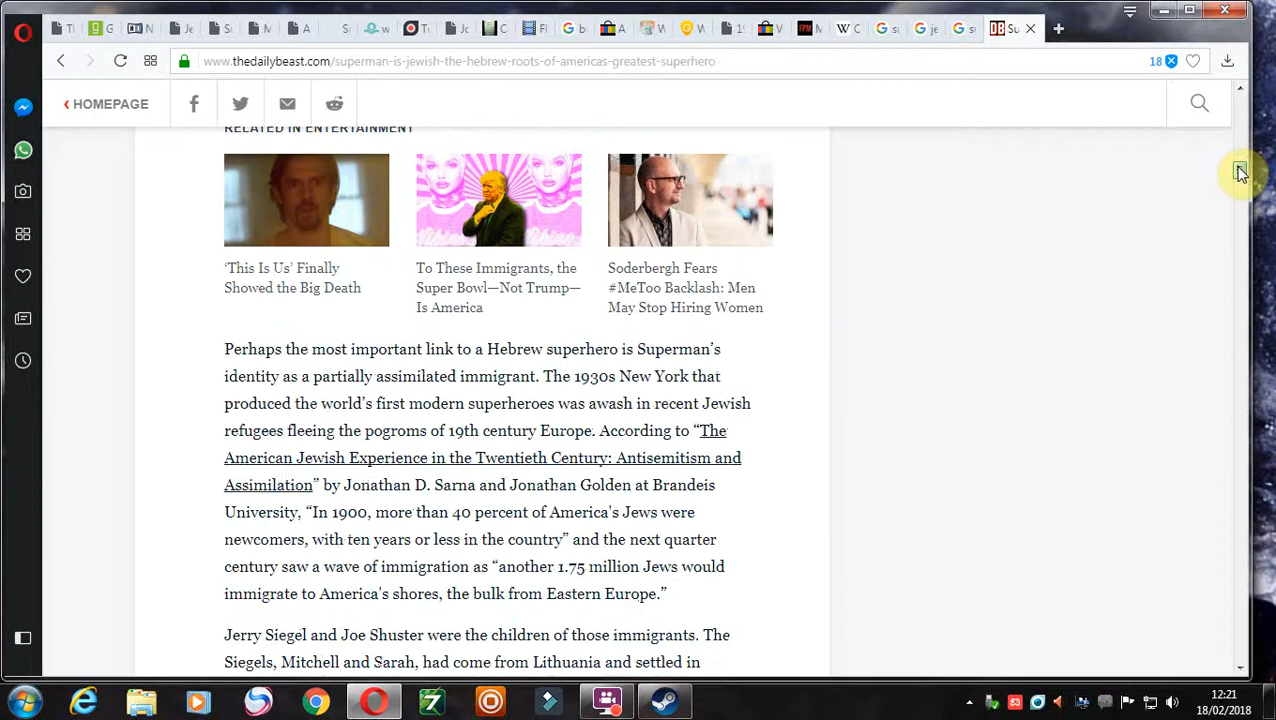 Su
www.thedailybeast.com/superman-is-jewish-the-hebrew-roots-of-americas-greatest-superhero
18
HOMEPAGE
RELATED IN ENTERTAINMENT
‘This Is Us’ Finally
Showed the Big Death
To These Immigrants, the
Super Bowl—Not Trump—
Is America
Soderbergh Fears
#MeToo Backlash: Men
May Stop Hiring Women
Perhaps the most important link to a Hebrew superhero is Superman’s
identity as a partially assimilated immigrant. The 1930s New York that
produced the world’s first modern superheroes was awash in recent Jewish
refugees fleeing the pogroms of 19th century Europe. According to “The
American Jewish Experience in the Twentieth Century: Antisemitism and
Assimilation” by Jonathan D. Sarna and Jonathan Golden at Brandeis
University, “In 1900, more than 40 percent of America's Jews were
newcomers, with ten years or less in the country” and the next quarter
century saw a wave of immigration as “another 1.75 million Jews would
immigrate to America's shores, the bulk from Eastern Europe.”
Jerry Siegel and Joe Shuster were the children of those immigrants. The
Siegels, Mitchell and Sarah, had come from Lithuania and settled in
12:21
18/02/2018